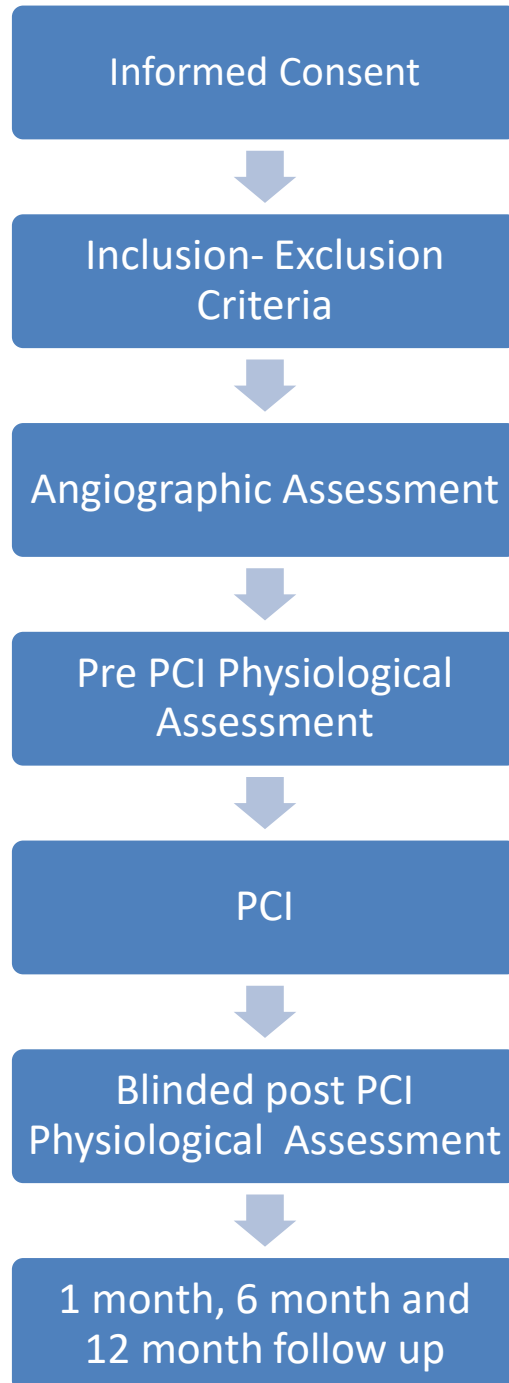 Informed Consent
Inclusion- Exclusion
Criteria
Angiographic Assessment
Pre PCI Physiological
Assessment
PCI
Blinded post PCI
Physiological  Assessment
1 month, 6 month and
12 month follow up